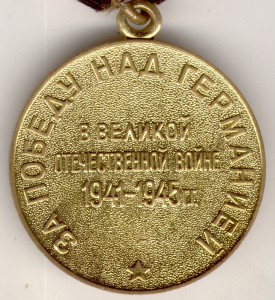 ЗА ПОБЕДУ НАД ГЕРМАНИЕЙ
В ВЕЛИКОЙ
ОТЕЧЕСТВЕННОЙ ВОЙНЕ
1941–1945 гг